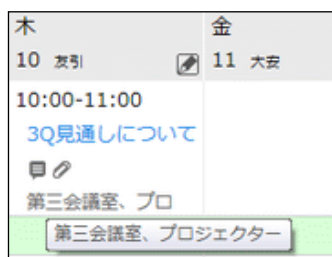 木
金
10 友引
11 大安
10:00-11:00
3Q見通しについて
第三会議室、プロ
第三会議室、プロジェクター